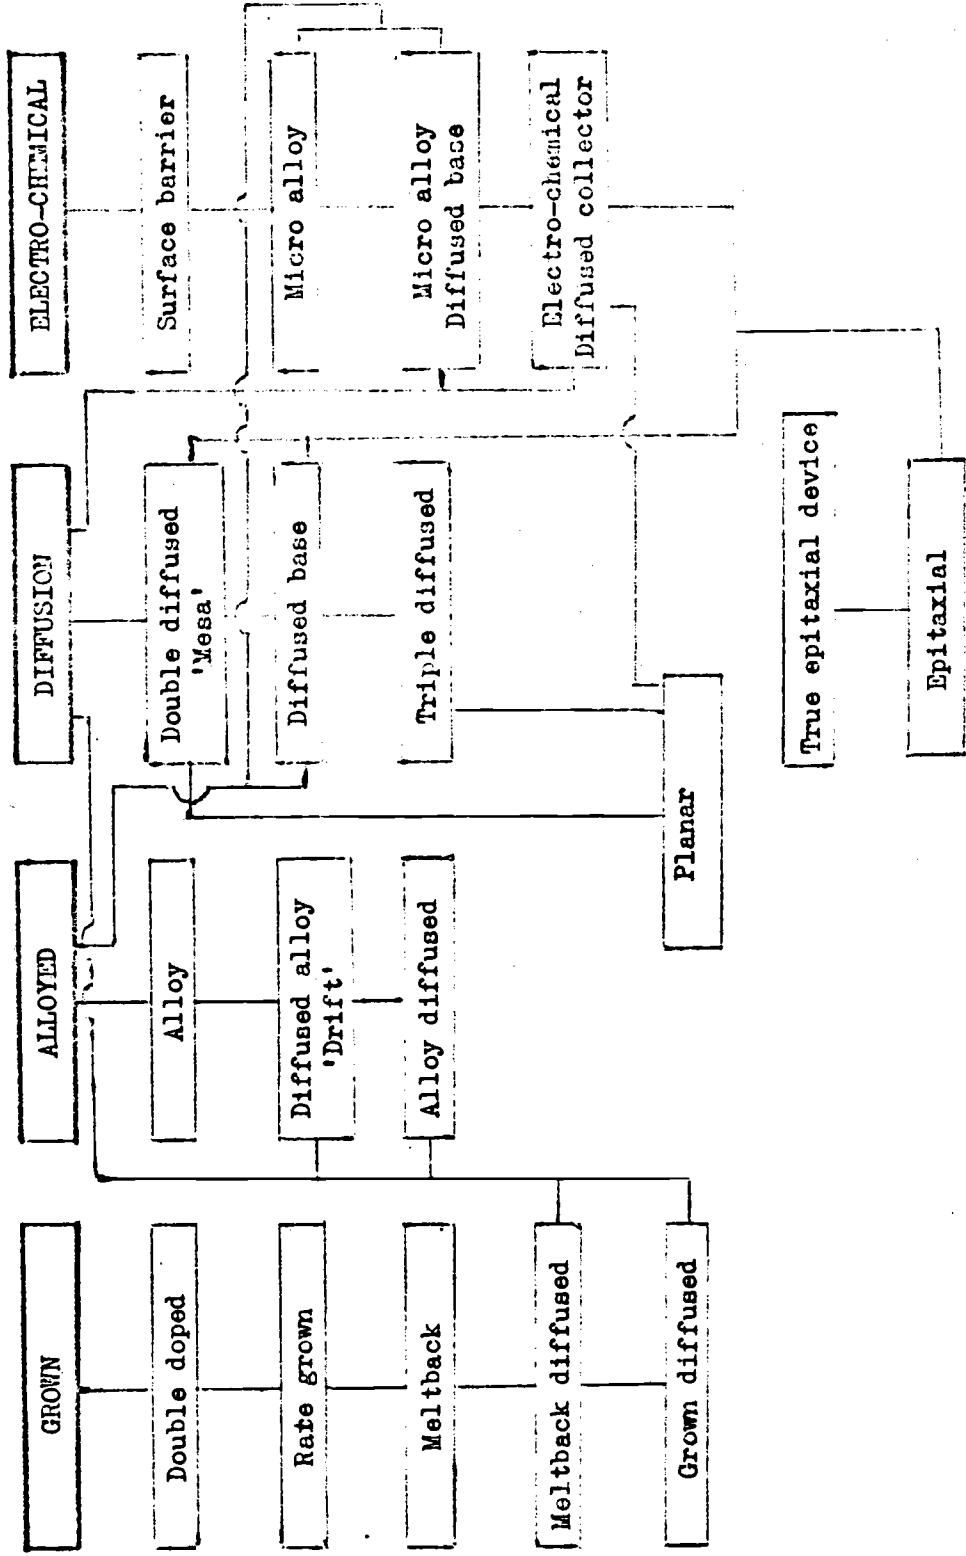 GROWN
Double doped
Rate grown
Meltback
Meltback diffused
Grown diffused
ALLOYED
Alloy
Diffused alloy
'Drift'
Alloy diffused
DIFFUSION
Double diffused
'Mesa'
Diffused base
Triple diffused
Planar
ELECTRO-CHEMICAL
Surface barrier
Micro alloy
Micro alloy
Diffused base
Electro-chemical
Diffused collector
True epitaxial device
Epitaxial